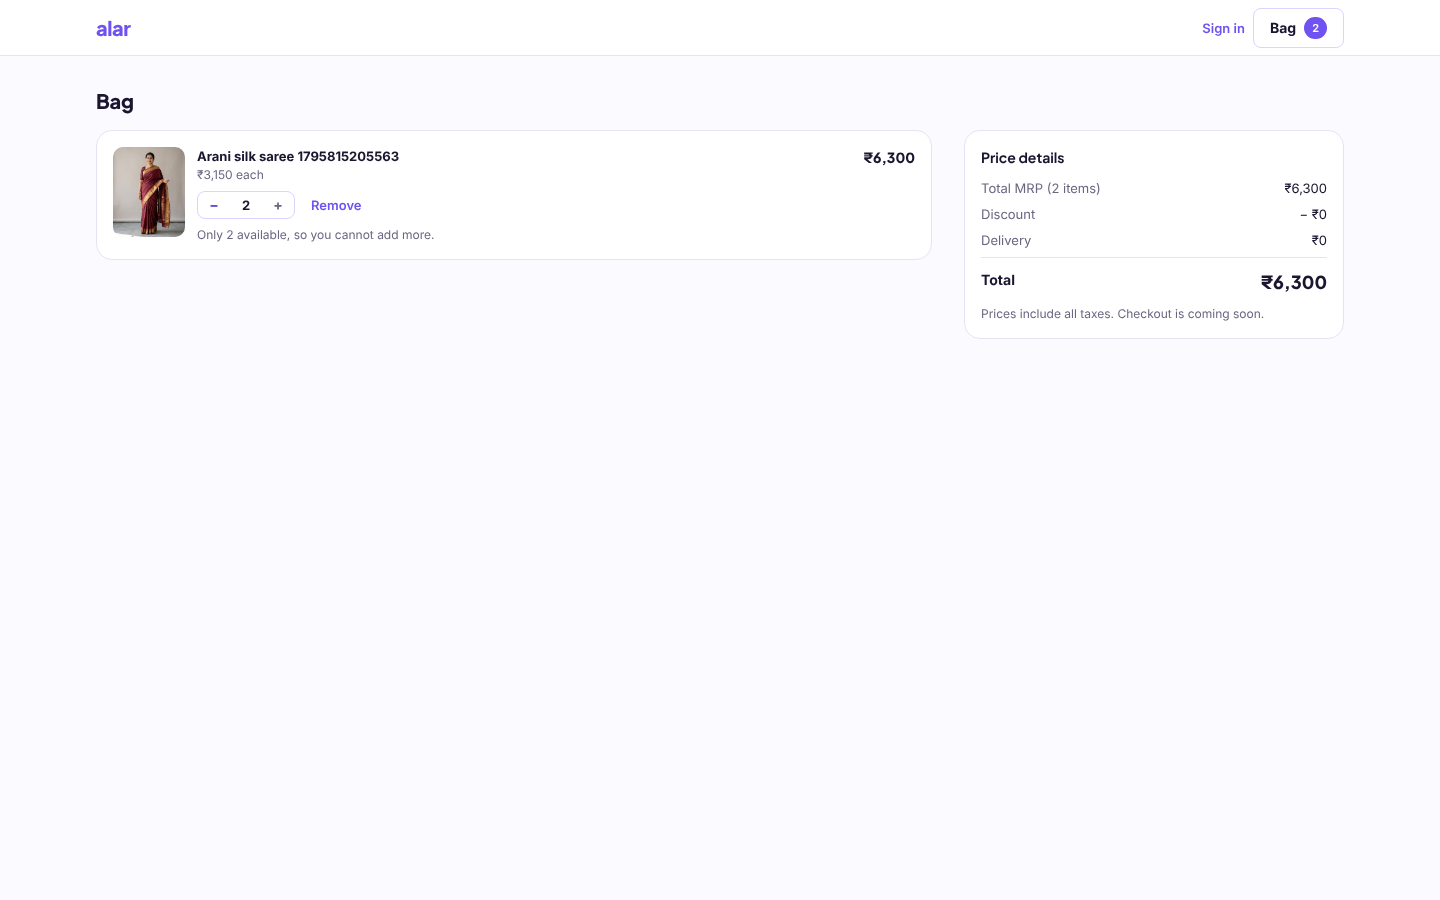 alar
Sign in
Bag 2
Bag
Arani silk saree 1795815205563
₹6,300
₹3,150 each
− 2 +
Remove
Only 2 available, so you cannot add more.
Price details
Total MRP (2 items) ₹6,300
Discount − ₹0
Delivery ₹0
Total ₹6,300
Prices include all taxes. Checkout is coming soon.